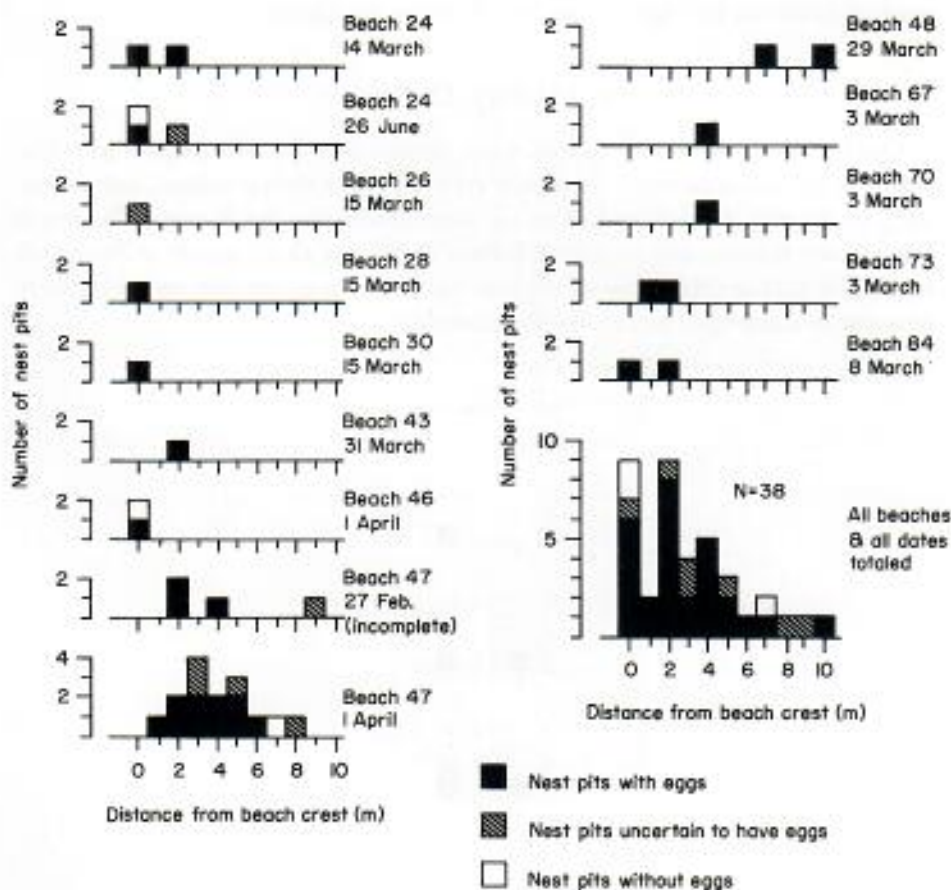 2
Beach 24
14 March
2
Beach 24
26 June
2
Beach 26
15 March
2
Beach 28
15 March
2
Beach 30
15 March
2
Beach 43
31 March
2
Beach 46
1 April
2
Beach 47
27 Feb.
(incomplete)
4
2
Beach 47
1 April
0 2 4 6 8 10
Distance from beach crest (m)
Number of nest pits
2
Beach 48
29 March
2
Beach 67
3 March
2
Beach 70
3 March
2
Beach 73
3 March
2
Beach 84
8 March
Number of nest pits
10
5
N=38
All beaches
& all dates
totaled
0 2 4 6 8 10
Distance from beach crest (m)
Nest pits with eggs
Nest pits uncertain to have eggs
Nest pits without eggs